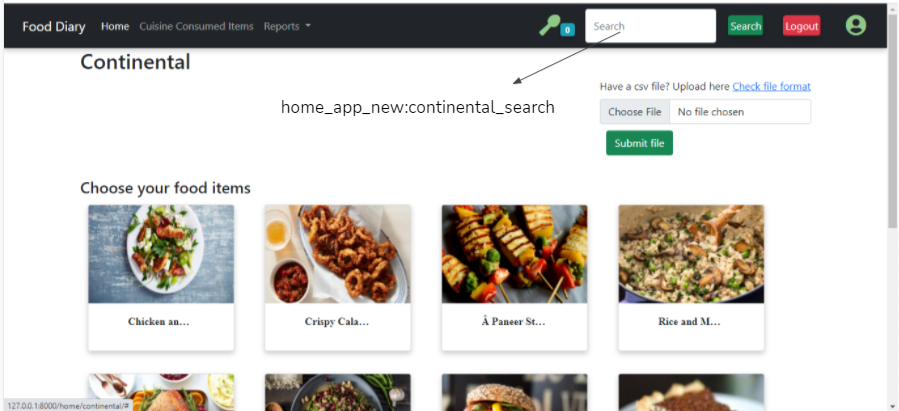 Food Diary Home Cuisine Consumed Items Reports 0 Search Search Logout
Continental
Have a csv file? Upload here Check file format
home_app_new:continental_search
Choose File No file chosen
Submit file
Choose your food items
Chicken an... Crispy Cala... Â Paneer St... Rice and M...
127.0.0.1:8000/home/continental/#